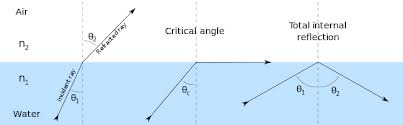 Air
n2
n1
Water
θ2
Refracted ray
Incident ray
θ1
Critical angle
θc
Total internal
reflection
θ1
θ2